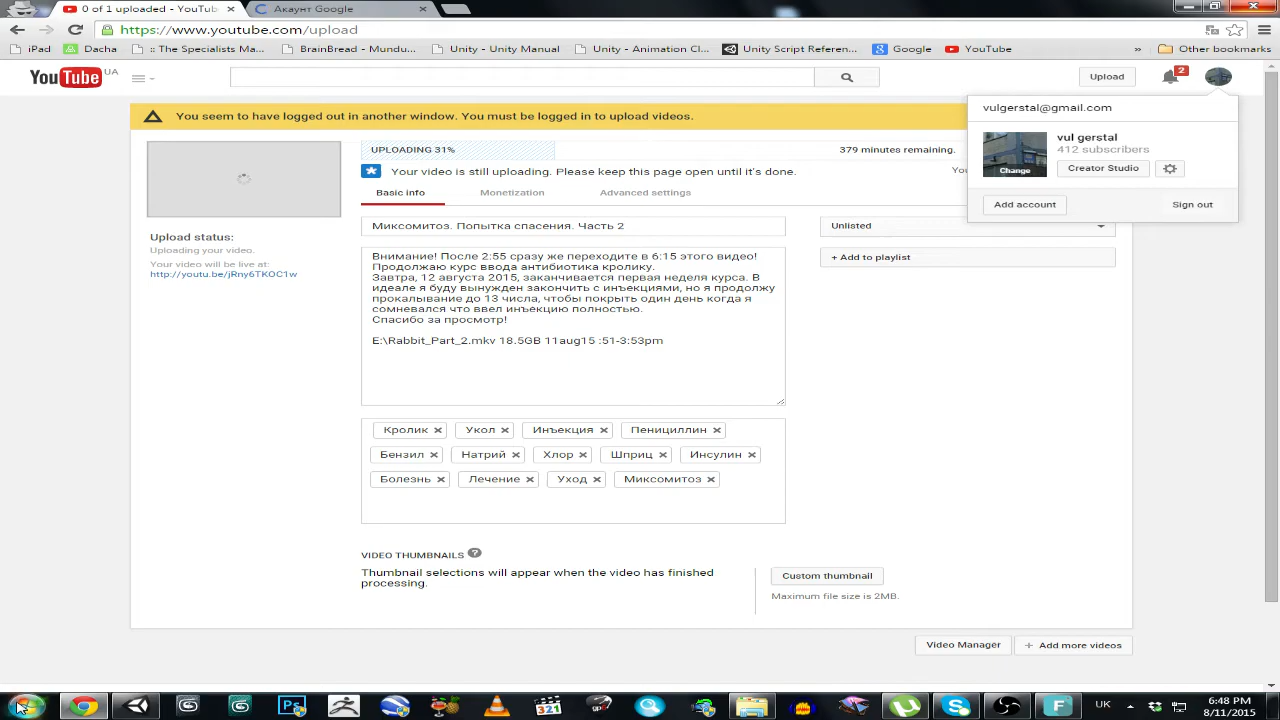 0 of 1 uploaded - YouTube
Акаунт Google
https://www.youtube.com/upload
iPad
Dacha
:: The Specialists Ma...
BrainBread - Mundu...
Unity - Unity Manual
Unity - Animation Cl...
Unity Script Referen...
Google
YouTube
Other bookmarks
YouTube UA
Upload
2
You seem to have logged out in another window. You must be logged in to upload videos.
vulgerstal@gmail.com
vul gerstal
412 subscribers
Change
Creator Studio
Add account
Sign out
UPLOADING 31%
379 minutes remaining.
Your video is still uploading. Please keep this page open until it's done.
Basic info
Monetization
Advanced settings
Upload status:
Uploading your video.
Your video will be live at:
http://youtu.be/jRny6TKOC1w
Миксомитоз. Попытка спасения. Часть 2
Unlisted
+ Add to playlist
Внимание! После 2:55 сразу же переходите в 6:15 этого видео!
Продолжаю курс ввода антибиотика кролику.
Завтра, 12 августа 2015, заканчивается первая неделя курса. В
идеале я буду вынужден закончить с инъекциями, но я продолжу
прокалывание до 13 числа, чтобы покрыть один день когда я
сомневался что ввел инъекцию полностью.
Спасибо за просмотр!
E:\Rabbit_Part_2.mkv 18.5GB 11aug15 :51-3:53pm
Кролик
Укол
Инъекция
Пенициллин
Бензил
Натрий
Хлор
Шприц
Инсулин
Болезнь
Лечение
Уход
Миксомитоз
VIDEO THUMBNAILS ?
Thumbnail selections will appear when the video has finished
processing.
Custom thumbnail
Maximum file size is 2MB.
Video Manager
+ Add more videos
UK
6:48 PM
8/11/2015